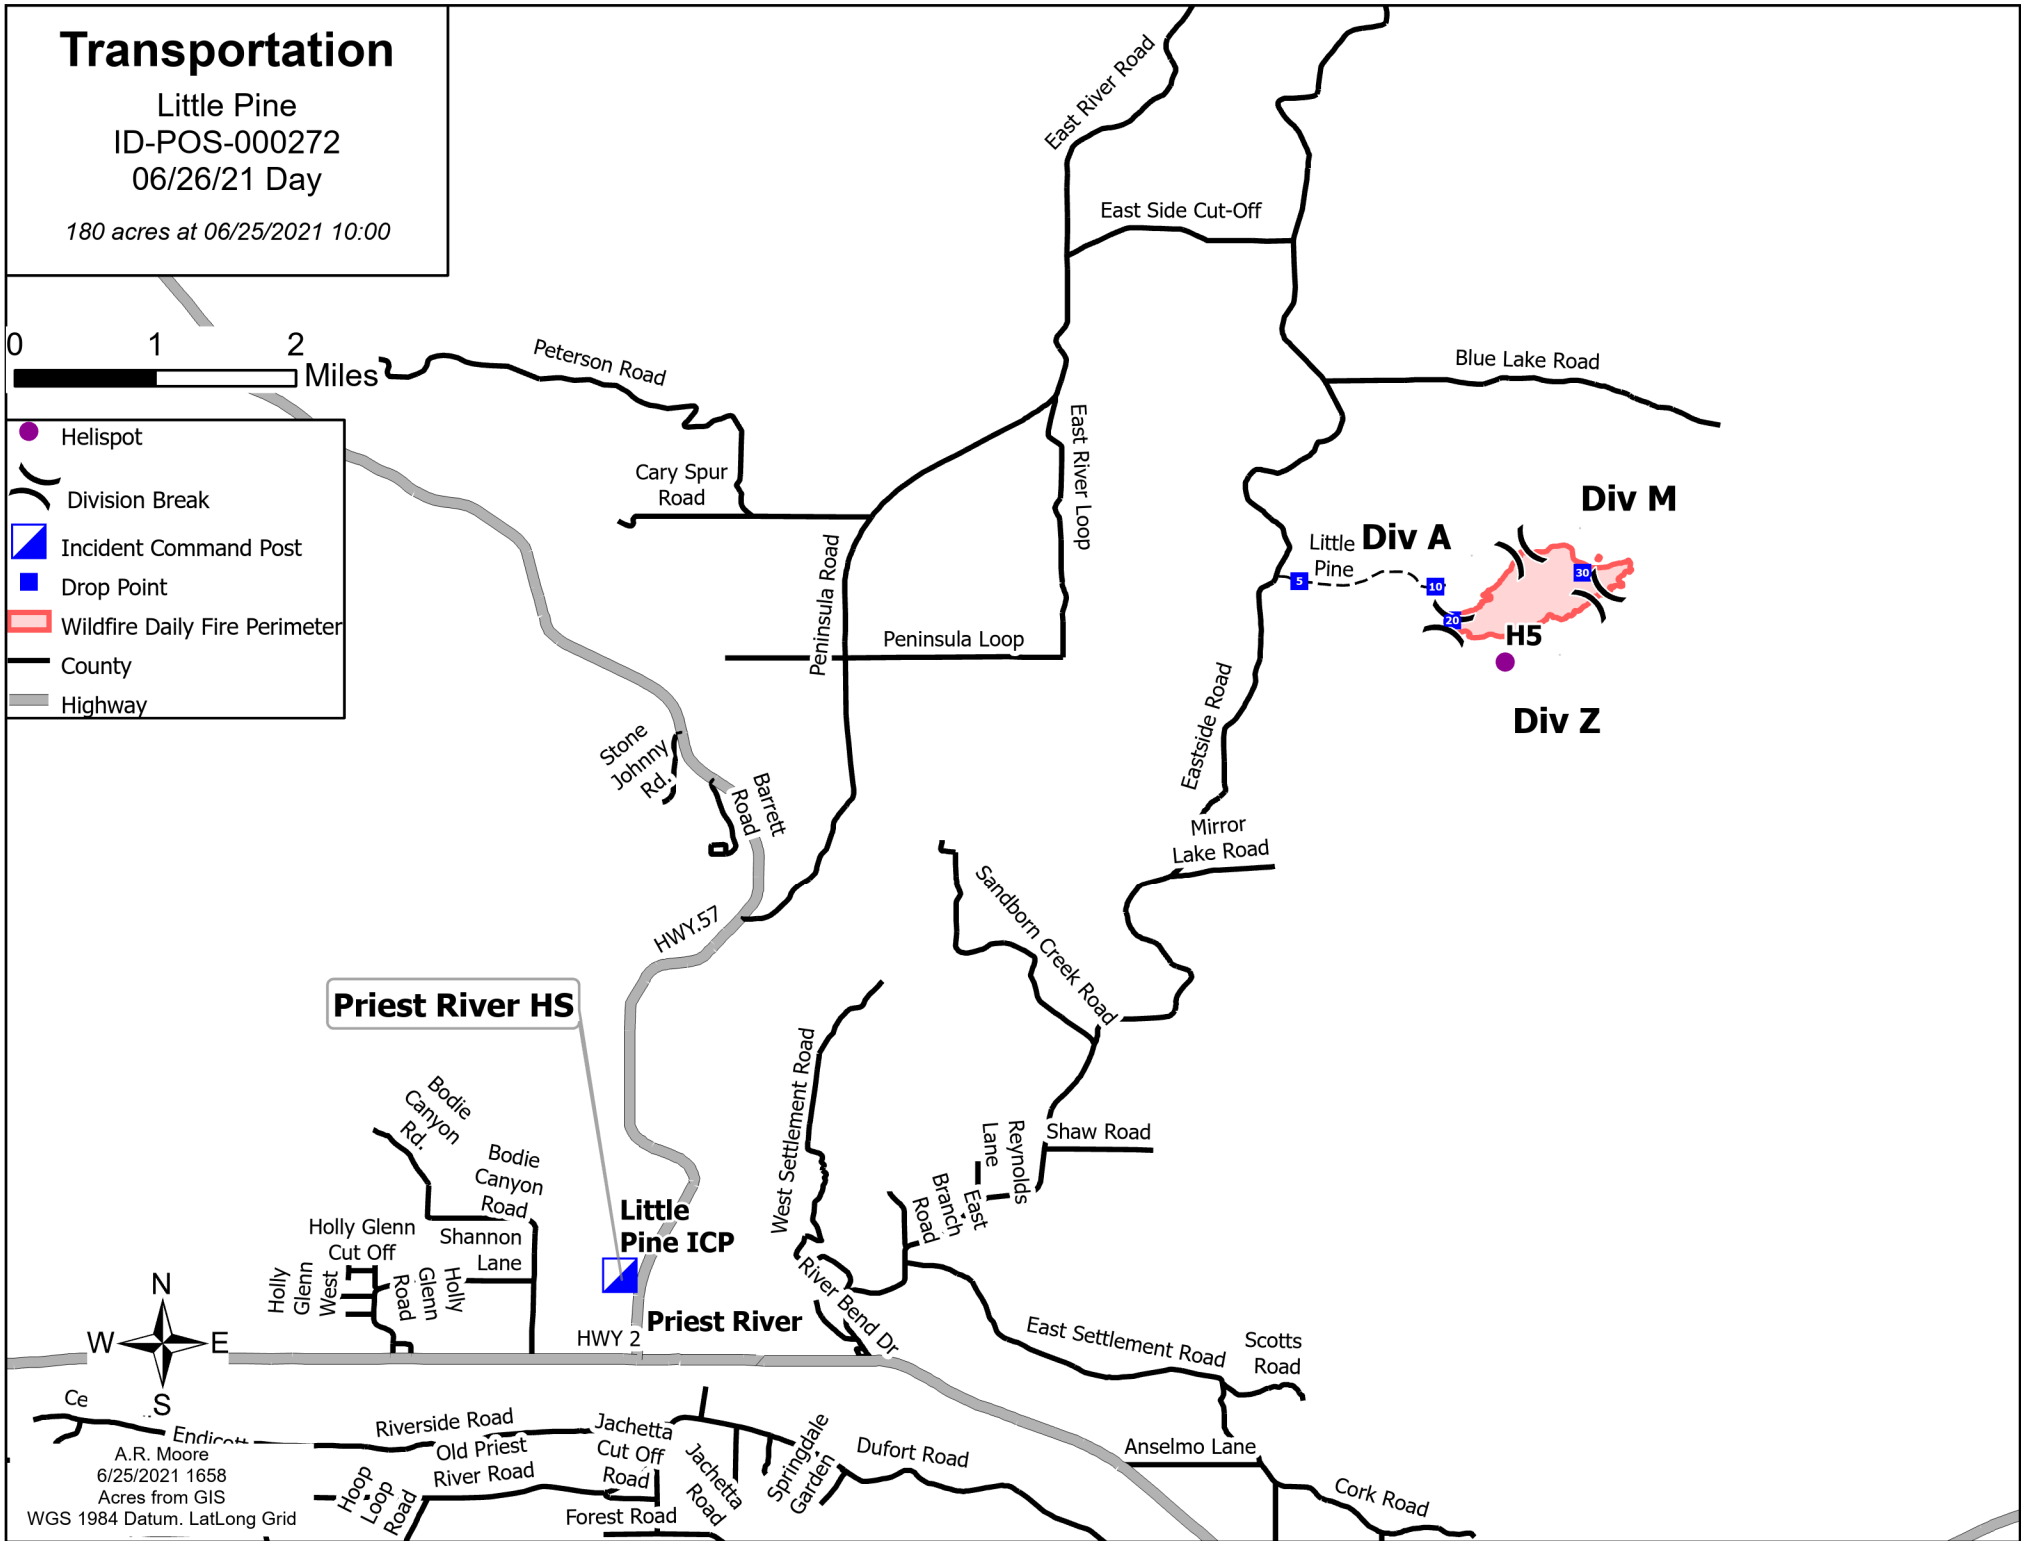 Transportation
Little Pine
ID-POS-000272
06/26/21 Day
180 acres at 06/25/2021 10:00
0 1 2
Miles
Helispot
Division Break
Incident Command Post
Drop Point
Wildfire Daily Fire Perimeter
County
Highway
East River Road
East Side Cut-Off
Peterson Road
Blue Lake Road
Cary Spur
Road
East River Loop
Div M
Div A
Little
Pine
5
10
20
30
H5
Div Z
Peninsula Road
Peninsula Loop
Eastside Road
Stone
Johnny
Rd.
Barrett
Road
Mirror
Lake Road
HWY.57
Sandborn Creek Road
Priest River HS
West Settlement Road
Bodie
Canyon
Rd.
Bodie
Canyon
Road
Reynolds
Lane
Shaw Road
East
Branch
Road
Little
Pine ICP
Holly Glenn
Cut Off
Shannon
Lane
Holly
Glenn
West
Holly
Glenn
Road
River Bend Dr
Priest River
HWY 2
N
W E
S
East Settlement Road
Scotts
Road
Ce
Endicott
Riverside Road
Old Priest
River Road
Jachetta
Cut Off
Road
Jachetta
Road
Springdale
Garden
Dufort Road
Anselmo Lane
Cork Road
Hoop
Loop
Road
Forest Road
A.R. Moore
6/25/2021 1658
Acres from GIS
WGS 1984 Datum. LatLong Grid